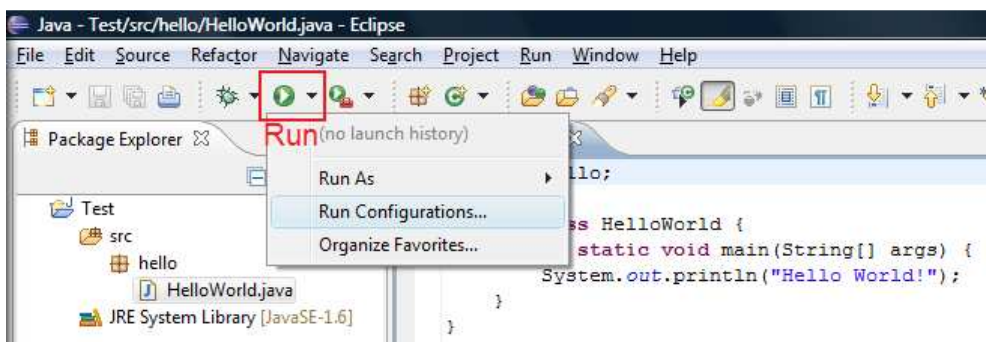 Java - Test/src/hello/HelloWorld.java - Eclipse
File Edit Source Refactor Navigate Search Project Run Window Help
Run (no launch history)
Package Explorer
Run As
Run Configurations...
Organize Favorites...
Test
src
hello
HelloWorld.java
JRE System Library [JavaSE-1.6]
llo;
ss HelloWorld {
static void main(String[] args) {
System.out.println("Hello World!");
}
}